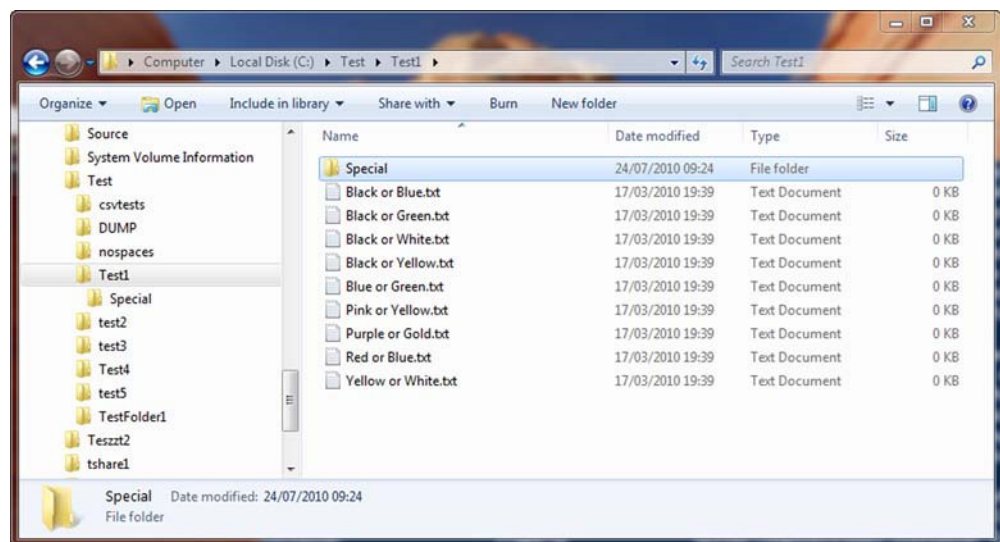 Computer Local Disk (C:) Test Test1 Search Test1
Organize Open Include in library Share with Burn New folder
Source
System Volume Information
Test
csvtests
DUMP
nospaces
Test1
Special
test2
test3
Test4
test5
TestFolder1
Teszzt2
tshare1
Name Date modified Type Size
Special 24/07/2010 09:24 File folder
Black or Blue.txt 17/03/2010 19:39 Text Document 0 KB
Black or Green.txt 17/03/2010 19:39 Text Document 0 KB
Black or White.txt 17/03/2010 19:39 Text Document 0 KB
Black or Yellow.txt 17/03/2010 19:39 Text Document 0 KB
Blue or Green.txt 17/03/2010 19:39 Text Document 0 KB
Pink or Yellow.txt 17/03/2010 19:39 Text Document 0 KB
Purple or Gold.txt 17/03/2010 19:39 Text Document 0 KB
Red or Blue.txt 17/03/2010 19:39 Text Document 0 KB
Yellow or White.txt 17/03/2010 19:39 Text Document 0 KB
Special Date modified: 24/07/2010 09:24
File folder